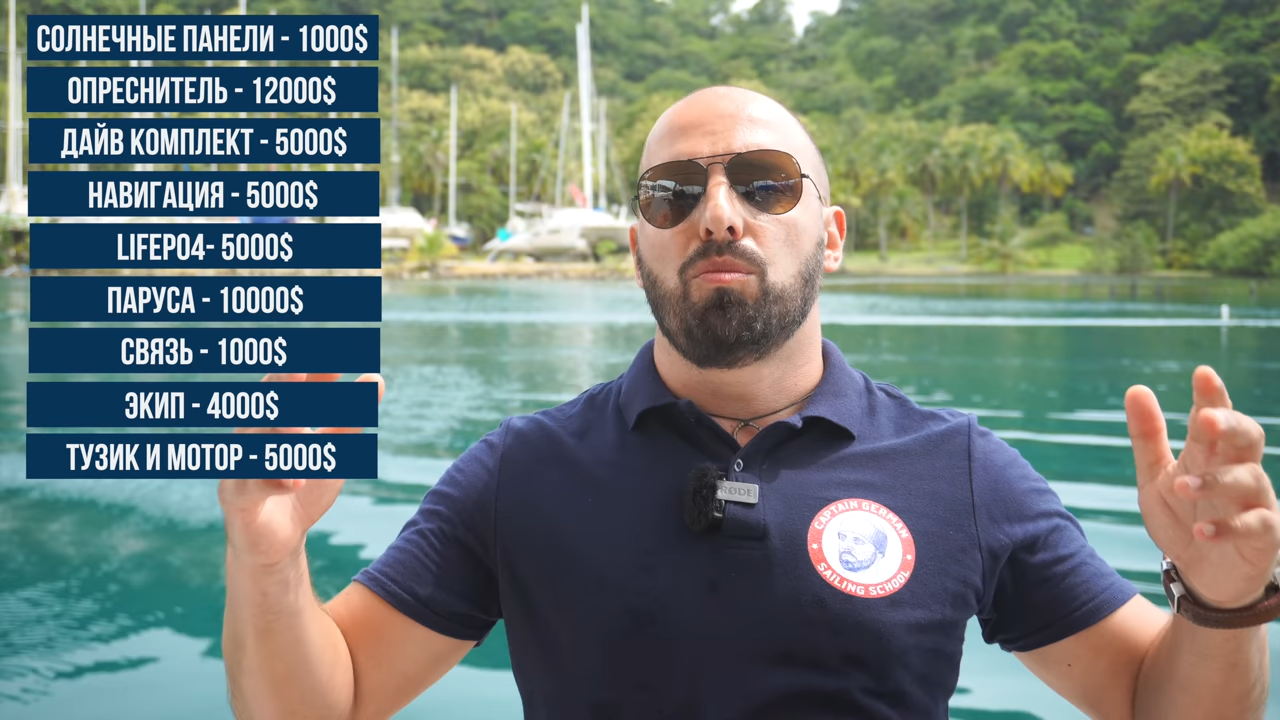 СОЛНЕЧНЫЕ ПАНЕЛИ - 1000$
ОПРЕСНИТЕЛЬ - 12000$
ДАЙВ КОМПЛЕКТ - 5000$
НАВИГАЦИЯ - 5000$
LIFEPO4- 5000$
ПАРУСА - 10000$
СВЯЗЬ - 1000$
ЭКИП - 4000$
ТУЗИК И МОТОР - 5000$
RØDE
CAPTAIN GERMAN
SAILING SCHOOL